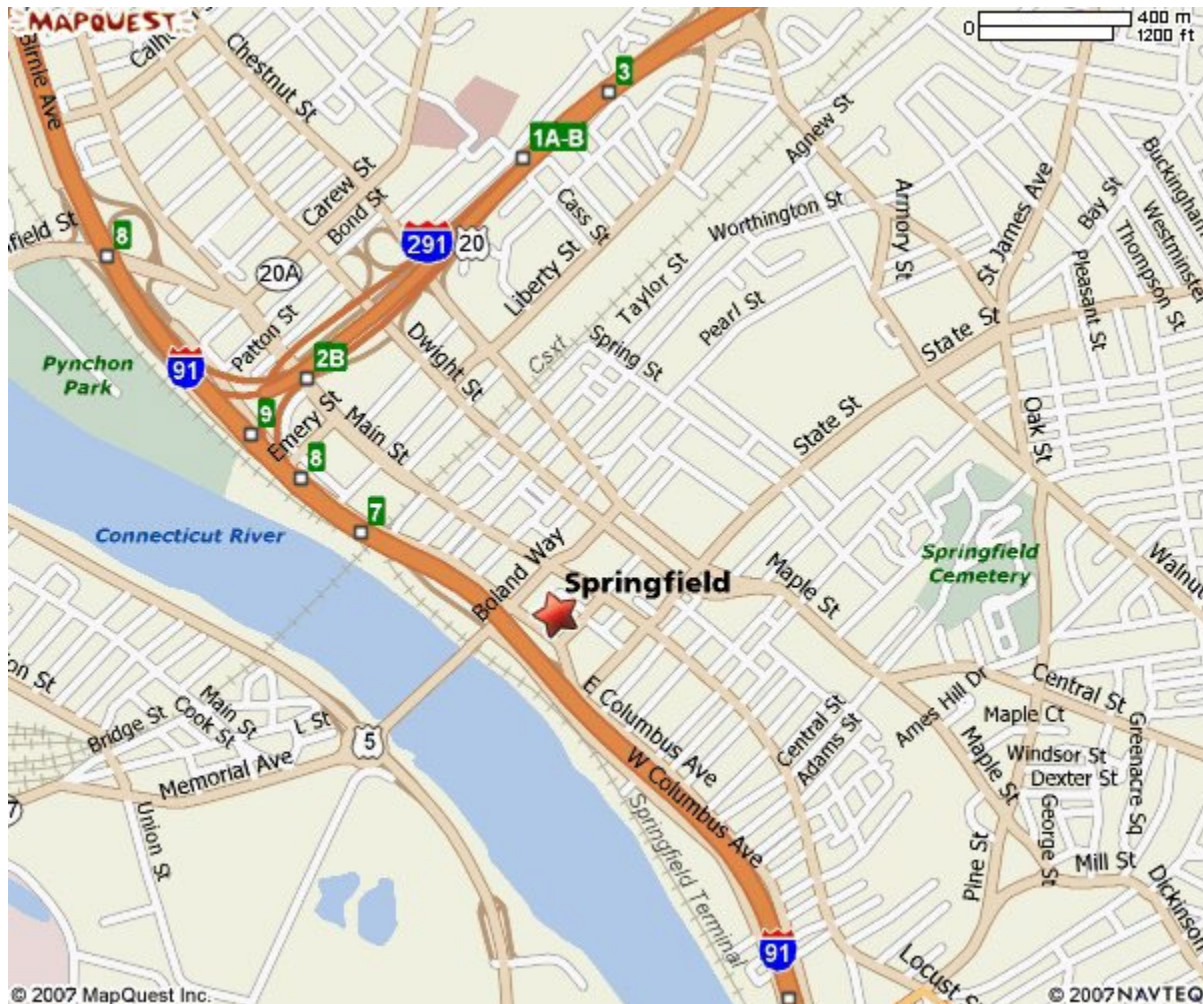 MAPQUEST
0
400 m
1200 ft
Birnie Ave
Chestnut St
3
1A-B
Agnew St
Carew St
Bond St
Cass St
Worthington St
Armory St
St James Ave
Bay St
Buckingham
Westminster
Thompson St
Pleasant St
field St
8
291
20
20A
Liberty St
Taylor St
Pearl St
State St
Patton St
Dwight St
Csxt
Spring St
Pynchon
Park
91
2B
9
Emery St
Main St
State St
Oak St
8
7
Connecticut River
Boland Way
Springfield
Maple St
Springfield
Cemetery
Walnut
on St
Main St
Cook St
Bridge St
L St
5
Memorial Ave
Union St
E Columbus Ave
W Columbus Ave
Central St
Adams St
Ames Hill Dr
Central St
Maple Ct
Maple St
Windsor St
Dexter St
Greenacre Sq
George St
Pine St
Mill St
Dickinson
Springfield Terminal
91
Locust St
7
© 2007 MapQuest Inc.
© 2007 NAVTEQ